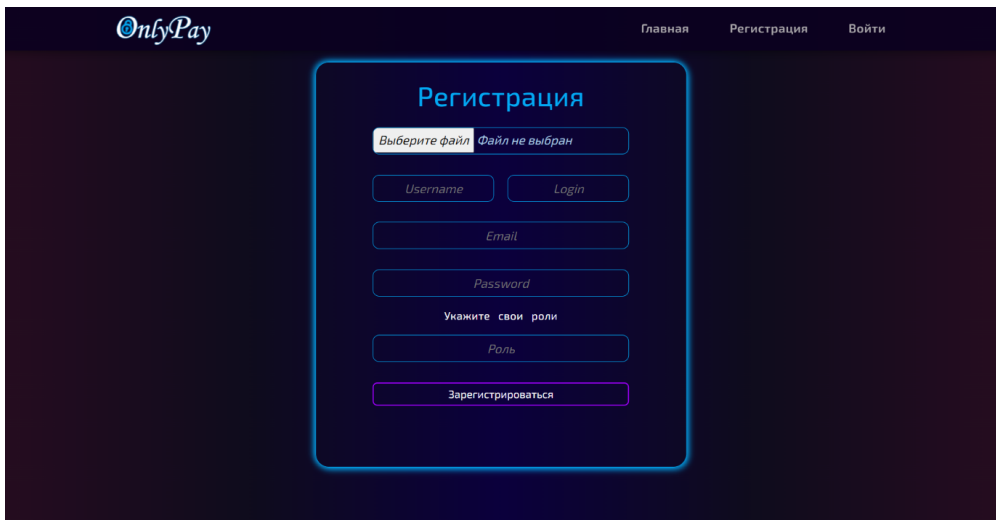 OnlyPay Главная Регистрация Войти
Регистрация
Выберите файл Файл не выбран
Username Login
Email
Password
Укажите свои роли
Роль
Зарегистрироваться